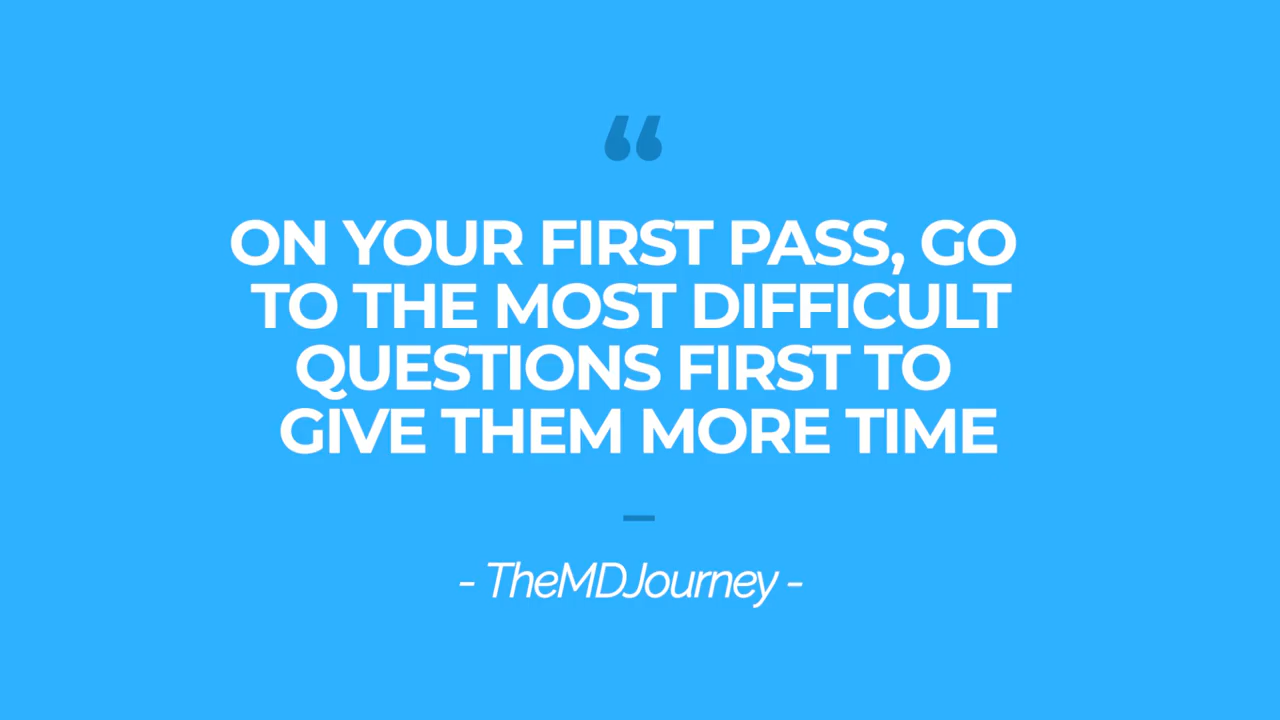 “
ON YOUR FIRST PASS, GO
TO THE MOST DIFFICULT
QUESTIONS FIRST TO
GIVE THEM MORE TIME
–
- TheMDJourney -